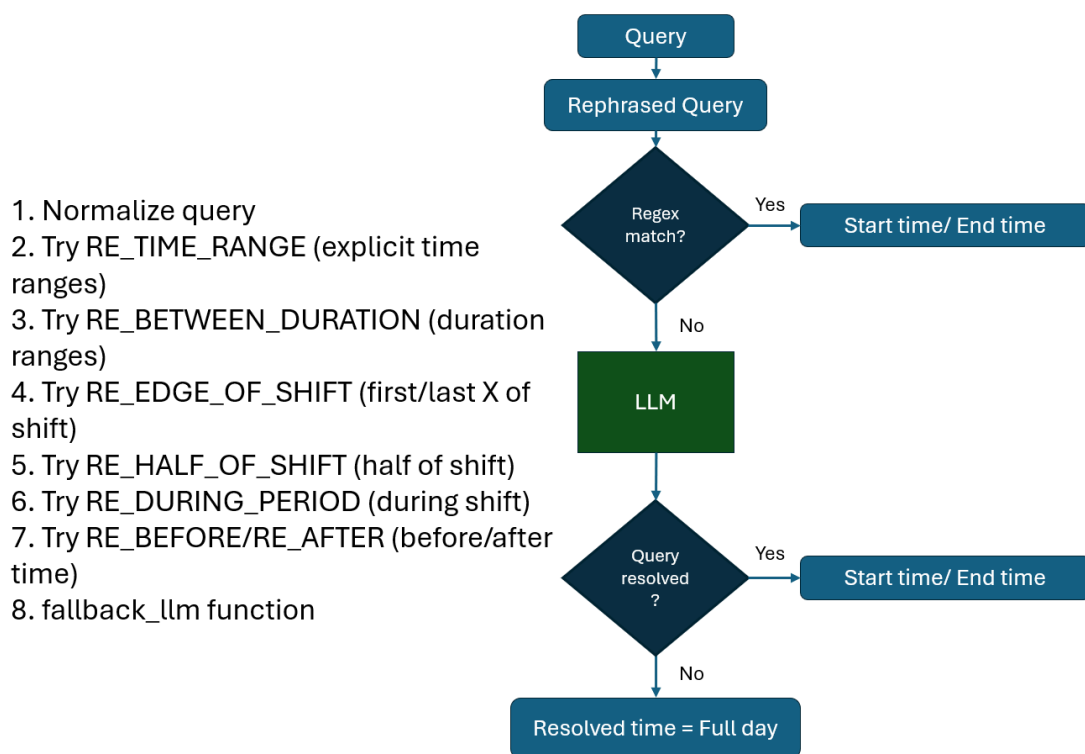 Query
Rephrased Query
Regex
match?
Yes
Start time/ End time
No
LLM
Query
resolved
?
Yes
Start time/ End time
No
Resolved time = Full day
1. Normalize query
2. Try RE_TIME_RANGE (explicit time
ranges)
3. Try RE_BETWEEN_DURATION (duration
ranges)
4. Try RE_EDGE_OF_SHIFT (first/last X of
shift)
5. Try RE_HALF_OF_SHIFT (half of shift)
6. Try RE_DURING_PERIOD (during shift)
7. Try RE_BEFORE/RE_AFTER (before/after
time)
8. fallback_llm function